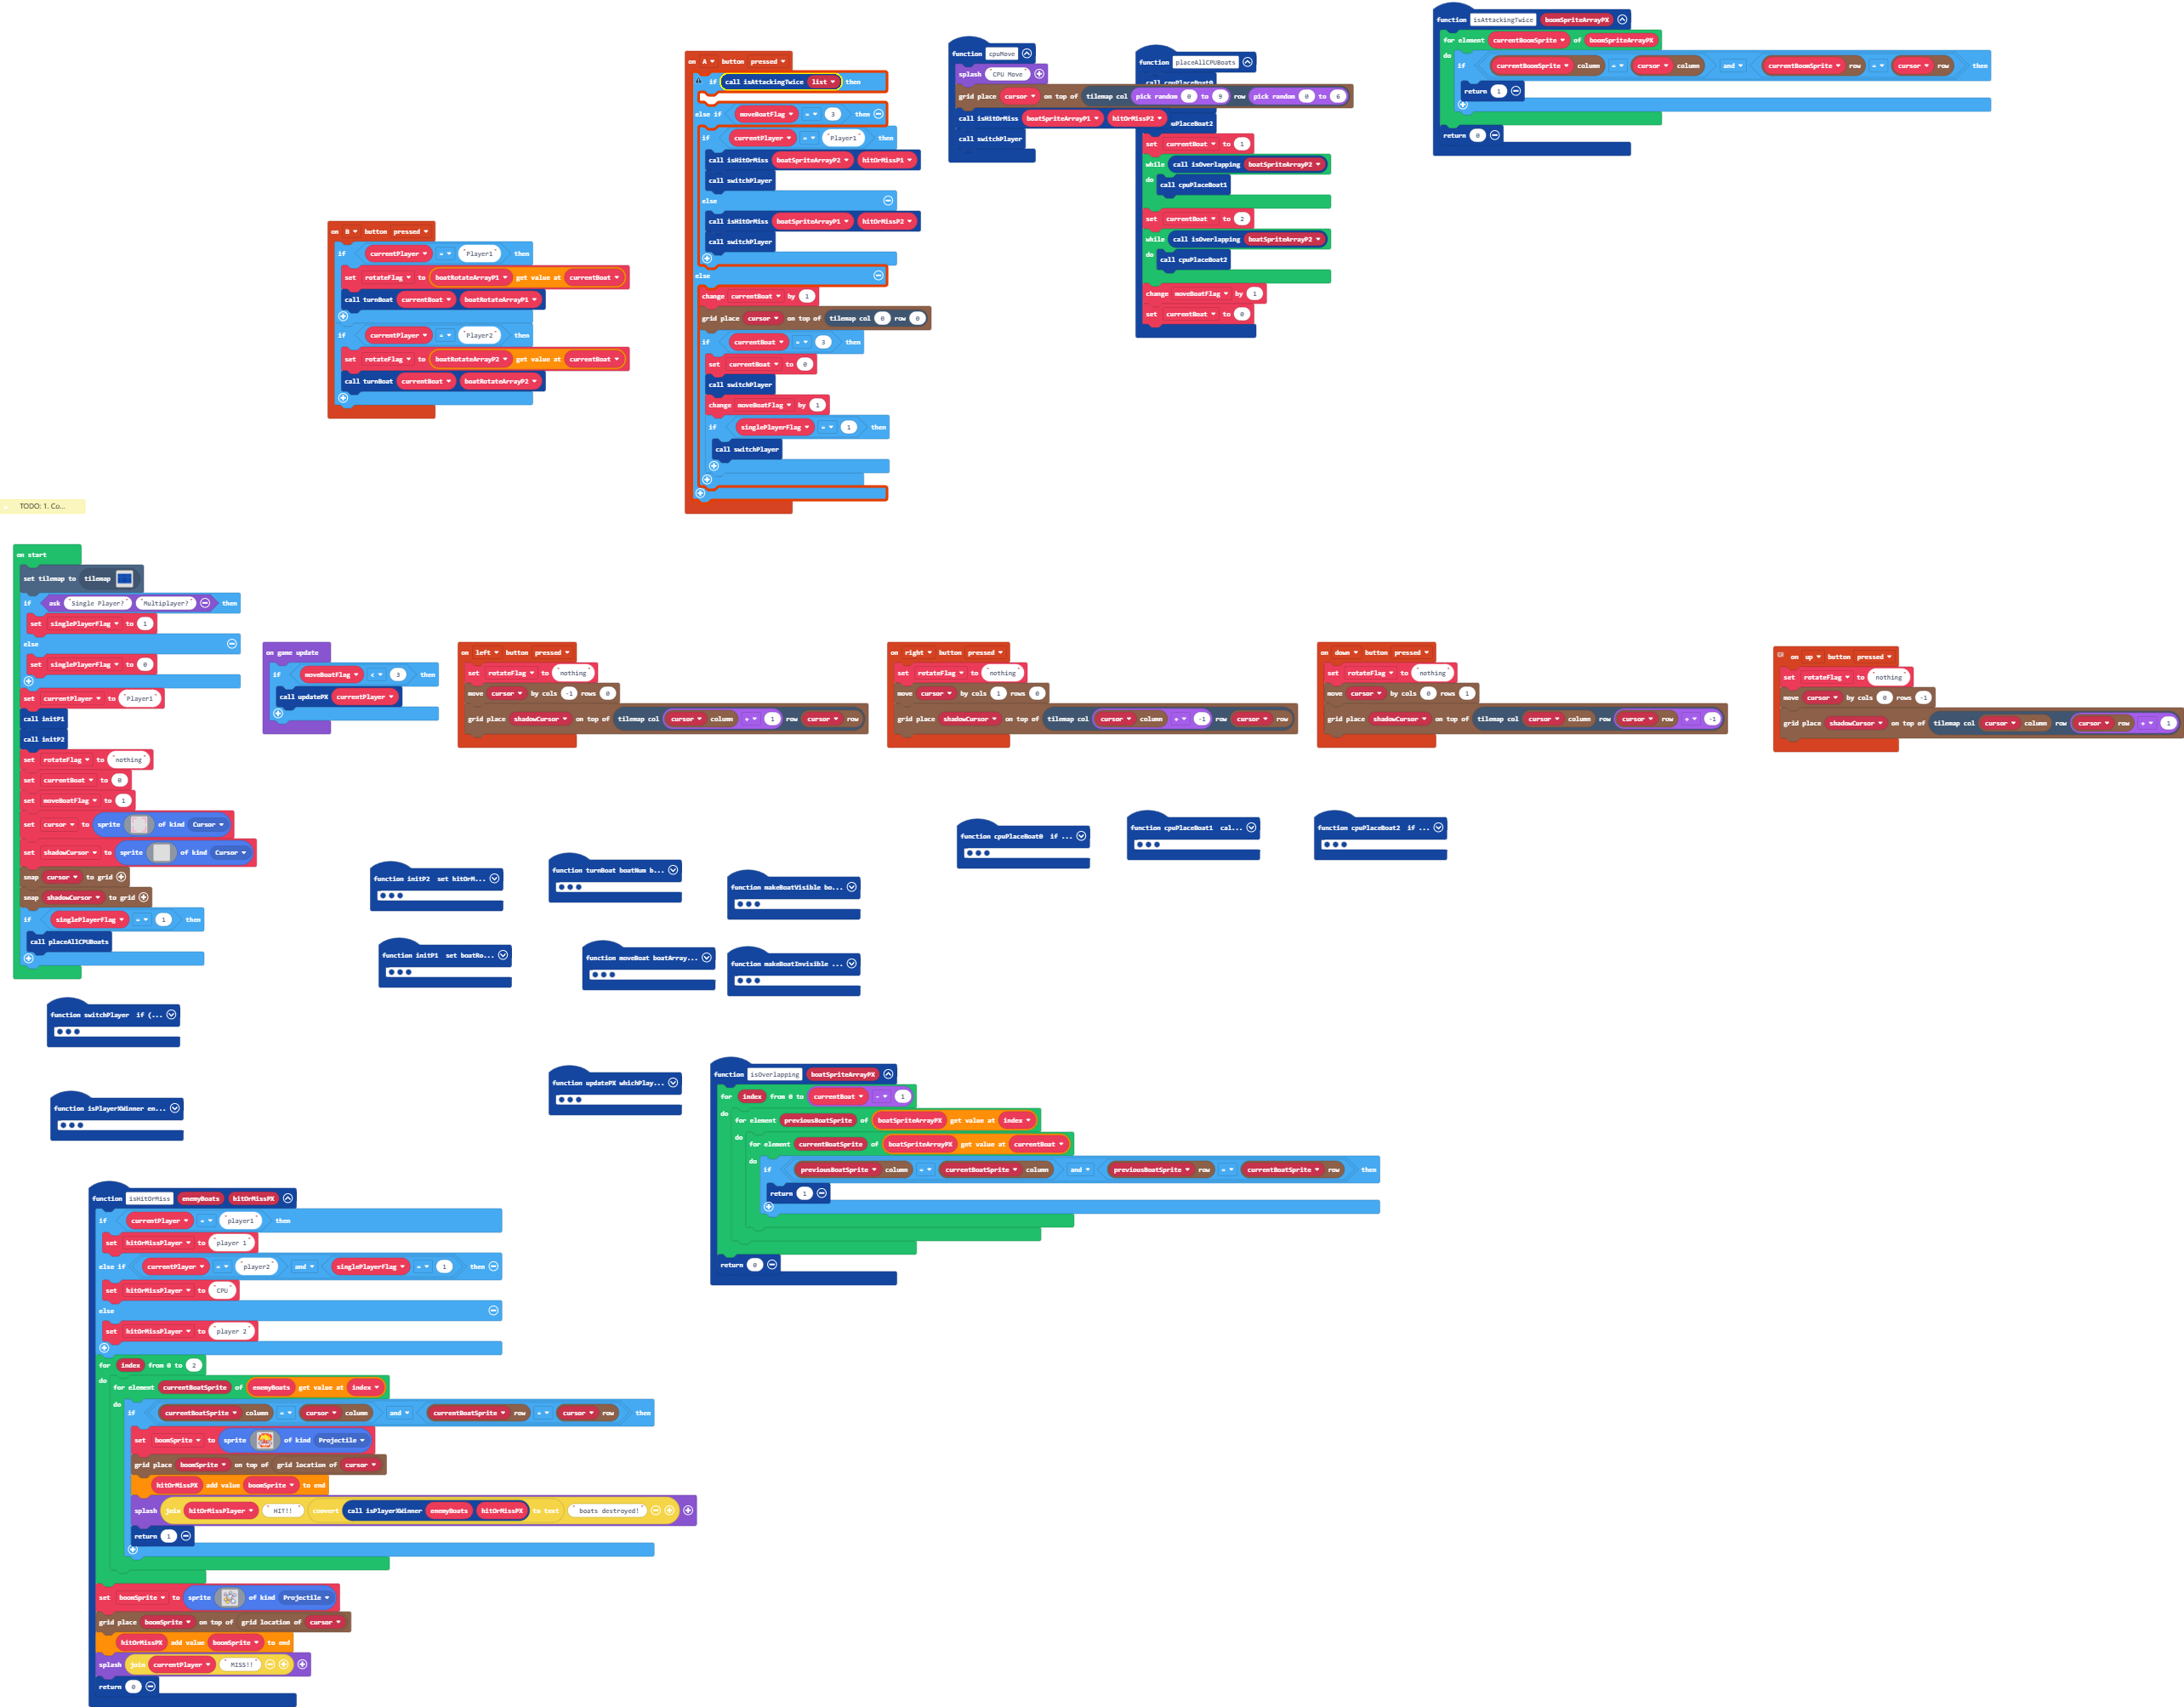 function isAttackingTwice boomSpriteArrayPX
for element currentBoomSprite of boomSpriteArrayPX
do
if currentBoomSprite column = cursor column and currentBoomSprite row = cursor row then
return 1
return 0
on A button pressed
if call isAttackingTwice list then
else if moveBoatFlag = 3 then
if currentPlayer = "Player1" then
call isHitOrMiss boatSpriteArrayP2 hitOrMissP1
call switchPlayer
else
call isHitOrMiss boatSpriteArrayP1 hitOrMissP2
call switchPlayer
else
change currentBoat by 1
grid place cursor on top of tilemap col 0 row 0
if currentBoat = 3 then
set currentBoat to 0
call switchPlayer
change moveBoatFlag by 1
if singlePlayerFlag = 1 then
call switchPlayer
function cpuMove
splash "CPU Move"
grid place cursor on top of tilemap col pick random 0 to 9 row pick random 0 to 6
call isHitOrMiss boatSpriteArrayP1 hitOrMissP2
call switchPlayer
function placeAllCPUBoats
call cpuPlaceBoat0
uPlaceBoat2
set currentBoat to 1
while call isOverlapping boatSpriteArrayP2
do call cpuPlaceBoat1
set currentBoat to 2
while call isOverlapping boatSpriteArrayP2
do call cpuPlaceBoat2
change moveBoatFlag by 1
set currentBoat to 0
on B button pressed
if currentPlayer = "Player1" then
set rotateFlag to boatRotateArrayP1 get value at currentBoat
call turnBoat currentBoat boatRotateArrayP1
if currentPlayer = "Player2" then
set rotateFlag to boatRotateArrayP2 get value at currentBoat
call turnBoat currentBoat boatRotateArrayP2
TODO: 1. Co...
on start
set tilemap to tilemap
if ask "Single Player?" "Multiplayer?" then
set singlePlayerFlag to 1
else
set singlePlayerFlag to 0
set currentPlayer to "Player1"
call initP1
call initP2
set rotateFlag to "nothing"
set currentBoat to 0
set moveBoatFlag to 1
set cursor to sprite of kind Cursor
set shadowCursor to sprite of kind Cursor
snap cursor to grid
snap shadowCursor to grid
if singlePlayerFlag = 1 then
call placeAllCPUBoats
on game update
if moveBoatFlag < 3 then
call updatePX currentPlayer
on left button pressed
set rotateFlag to "nothing"
move cursor by cols -1 rows 0
grid place shadowCursor on top of tilemap col cursor column + 1 row cursor row
on right button pressed
set rotateFlag to "nothing"
move cursor by cols 1 rows 0
grid place shadowCursor on top of tilemap col cursor column + -1 row cursor row
on down button pressed
set rotateFlag to "nothing"
move cursor by cols 0 rows 1
grid place shadowCursor on top of tilemap col cursor column row cursor row + -1
on up button pressed
set rotateFlag to "nothing"
move cursor by cols 0 rows -1
grid place shadowCursor on top of tilemap col cursor column row cursor row + 1
function cpuPlaceBoat0 if ...
function cpuPlaceBoat1 cal...
function cpuPlaceBoat2 if ...
function initP2 set hitOrM...
function turnBoat boatNum b...
function makeBoatVisible bo...
function initP1 set boatRo...
function moveBoat boatArray...
function makeBoatInvisible ...
function switchPlayer if (...
function updatePX whichPlay...
function isPlayerXWinner en...
function isOverlapping boatSpriteArrayPX
for index from 0 to currentBoat - 1
do
for element previousBoatSprite of boatSpriteArrayPX get value at index
do
for element currentBoatSprite of boatSpriteArrayPX get value at currentBoat
do
if previousBoatSprite column = currentBoatSprite column and previousBoatSprite row = currentBoatSprite row then
return 1
return 0
function isHitOrMiss enemyBoats hitOrMissPX
if currentPlayer = "player1" then
set hitOrMissPlayer to "player 1"
else if currentPlayer = "player2" and singlePlayerFlag = 1 then
set hitOrMissPlayer to "CPU"
else
set hitOrMissPlayer to "player 2"
for index from 0 to 2
do
for element currentBoatSprite of enemyBoats get value at index
do
if currentBoatSprite column = cursor column and currentBoatSprite row = cursor row then
set boomSprite to sprite of kind Projectile
grid place boomSprite on top of grid location of cursor
hitOrMissPX add value boomSprite to end
splash join hitOrMissPlayer " HIT!! " convert call isPlayerXWinner enemyBoats hitOrMissPX to text " boats destroyed!"
return 1
set boomSprite to sprite of kind Projectile
grid place boomSprite on top of grid location of cursor
hitOrMissPX add value boomSprite to end
splash join currentPlayer " MISS!!"
return 0